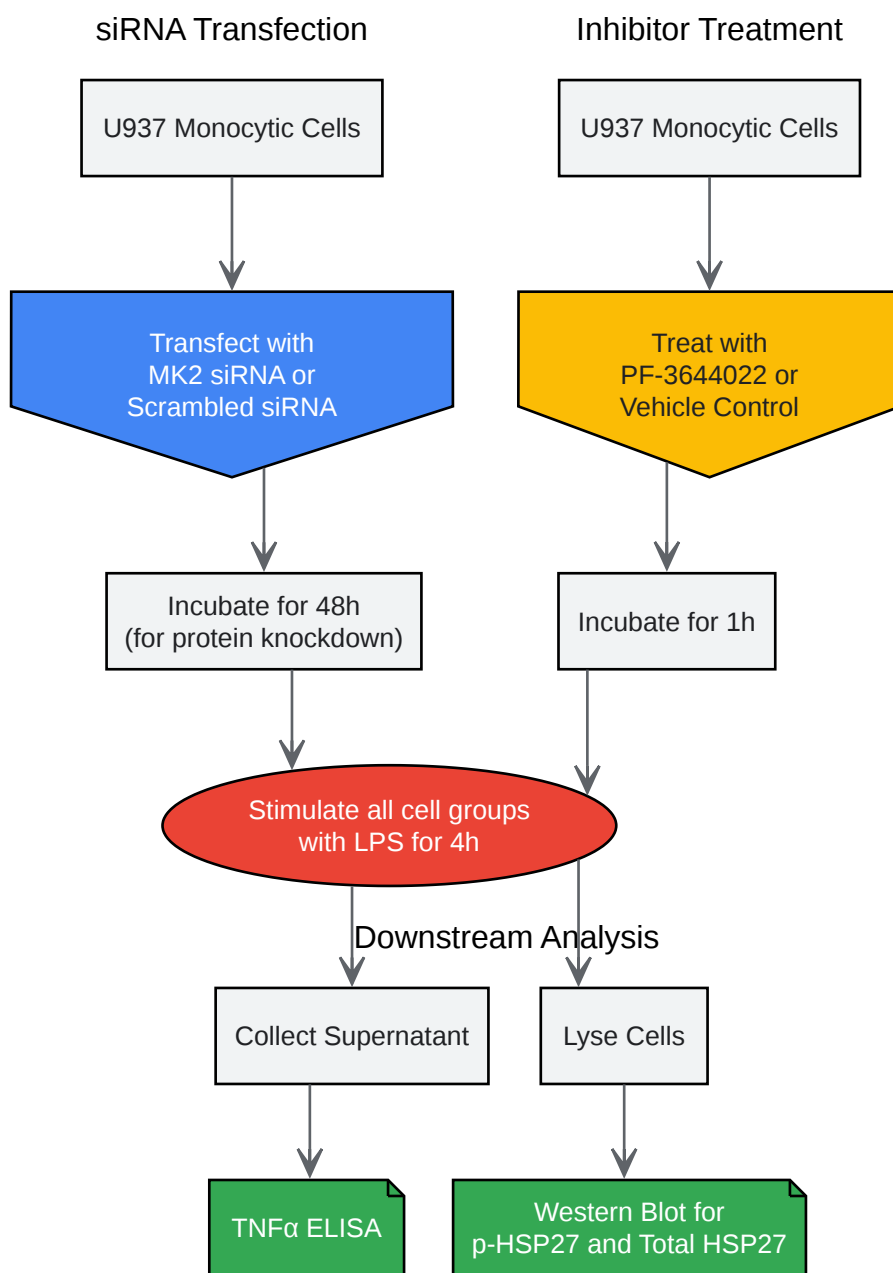 siRNA Transfection
Inhibitor Treatment
U937 Monocytic Cells
U937 Monocytic Cells
Transfect with
MK2 siRNA or
Scrambled siRNA
Treat with
PF-3644022 or
Vehicle Control
Incubate for 48h
(for protein knockdown)
Incubate for 1h
Stimulate all cell groups
with LPS for 4h
Downstream Analysis
Collect Supernatant
Lyse Cells
TNFα ELISA
Western Blot for
p-HSP27 and Total HSP27